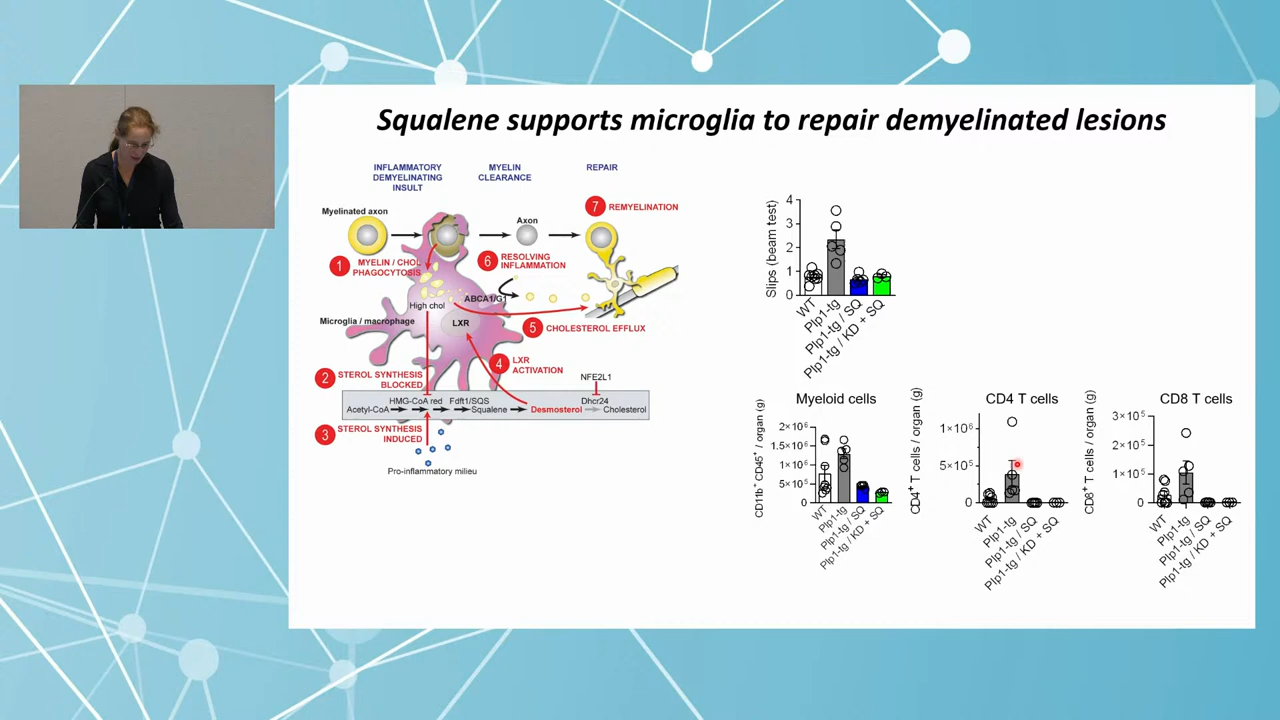 Squalene supports microglia to repair demyelinated lesions
INFLAMMATORY
DEMYELINATING
INSULT
MYELIN
CLEARANCE
REPAIR
Myelinated axon
Axon
7 REMYELINATION
1 MYELIN / CHOL
PHAGOCYTOSIS
6 RESOLVING
INFLAMMATION
High chol
ABCA1/G1
Microglia / macrophage
LXR
5 CHOLESTEROL EFFLUX
4 LXR
ACTIVATION
2 STEROL SYNTHESIS
BLOCKED
NFE2L1
HMG-CoA red
Fdft1/SQS
Dhcr24
Acetyl-CoA
Squalene
Desmosterol
Cholesterol
3 STEROL SYNTHESIS
INDUCED
Pro-inflammatory milieu
Slips (beam test)
4
3
2
1
0
WT
Plp1-tg
Plp1-tg / SQ
Plp1-tg / KD + SQ
Myeloid cells
CD11b+ CD45+ / organ (g)
2×10⁶
1×10⁶
1×10⁶
5×10⁵
0
WT
Plp1-tg
Plp1-tg / SQ
Plp1-tg / KD + SQ
CD4 T cells
CD4+ T cells / organ (g)
1×10⁶
5×10⁵
0
WT
Plp1-tg
Plp1-tg / SQ
Plp1-tg / KD + SQ
CD8 T cells
CD8+ T cells / organ (g)
3×10⁵
2×10⁵
1×10⁵
0
WT
Plp1-tg
Plp1-tg / SQ
Plp1-tg / KD + SQ